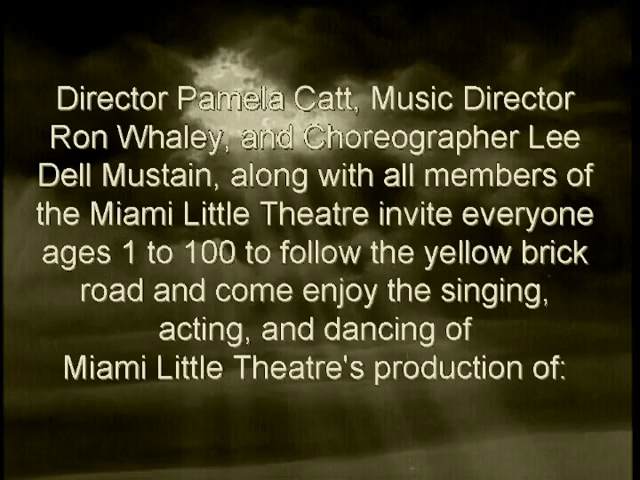 Director Pamela Catt, Music Director
Ron Whaley, and Choreographer Lee
Dell Mustain, along with all members of
the Miami Little Theatre invite everyone
ages 1 to 100 to follow the yellow brick
road and come enjoy the singing,
acting, and dancing of
Miami Little Theatre's production of: